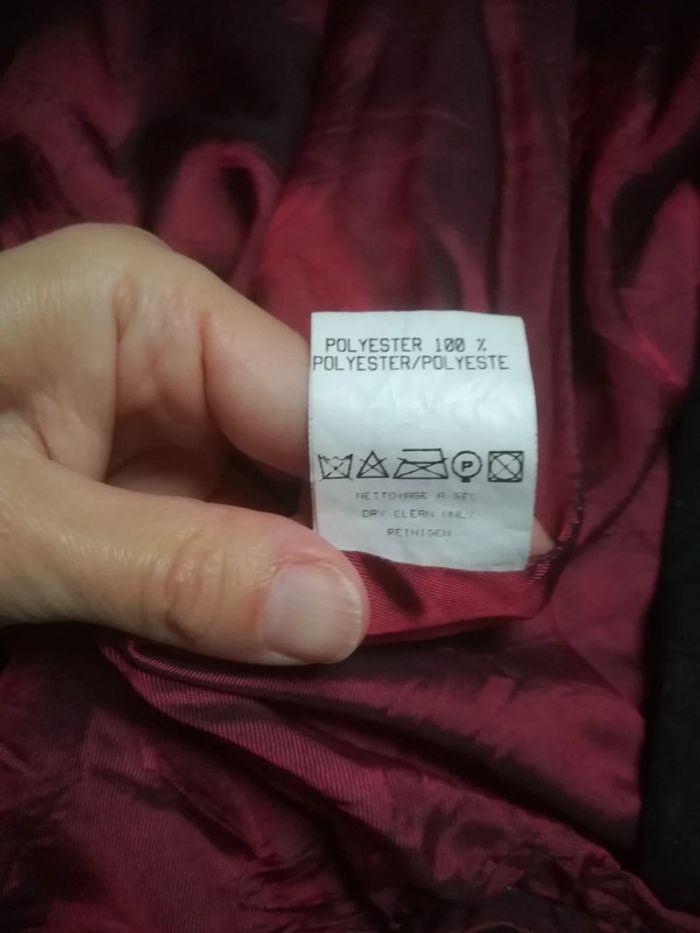 POLYESTER 100 %
POLYESTER/POLYESTE
P
NETTOYAGE A SEC
DRY CLEAN ONLY
REINIGEN